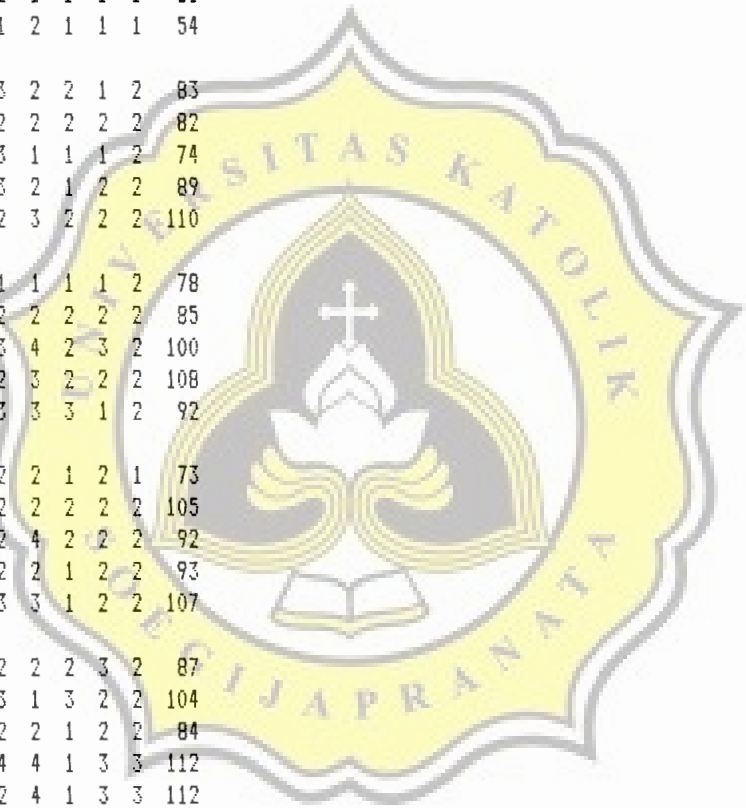 1 2 1 1 1 54
3 2 2 1 2 83
2 2 2 2 2 82
3 1 1 1 2 74
3 2 1 2 2 89
2 3 2 2 2 110
1 1 1 1 2 78
2 2 2 2 2 85
3 4 2 3 2 100
2 3 2 2 2 108
3 3 3 1 2 92
2 2 1 2 1 73
2 2 2 2 2 105
2 4 2 2 2 92
2 2 1 2 2 93
3 3 1 2 2 107
2 2 2 3 2 87
3 1 3 2 2 104
2 2 1 2 2 84
4 4 1 3 3 112
2 4 1 3 3 112
UNIVERSITAS KATOLIK
SOEGIJAPRANATA